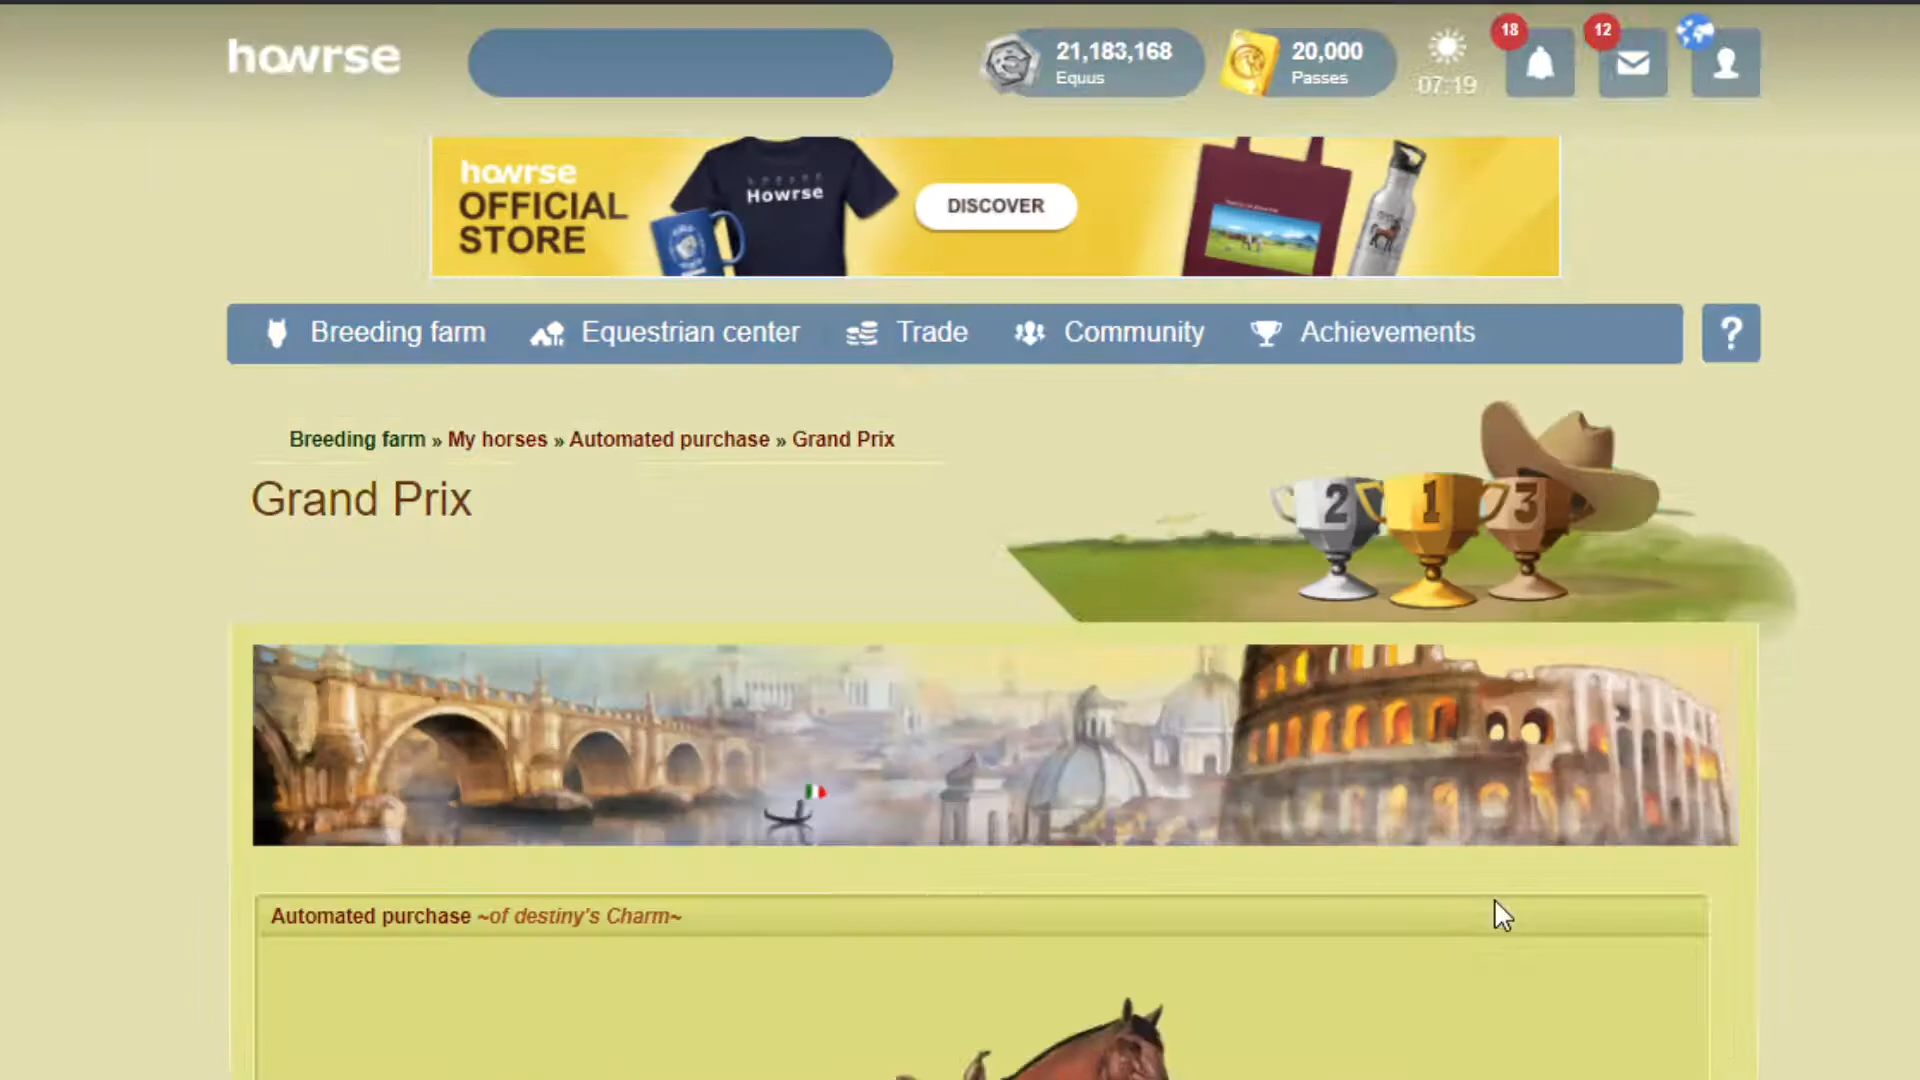 howrse
21,183,168
Equus
20,000
Passes
07:19
18
12
howrse
OFFICIAL
STORE
Howrse
DISCOVER
Breeding farm
Equestrian center
Trade
Community
Achievements
?
Breeding farm » My horses » Automated purchase » Grand Prix
Grand Prix
2
1
3
Automated purchase ~of destiny's Charm~